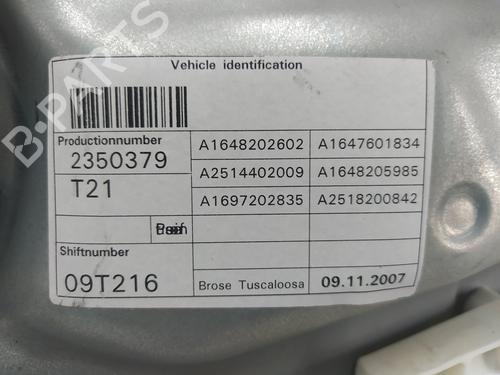 Vehicle identification
Productionnumber
2350379
T21
A1648202602 A1647601834
A2514402009 A1648205985
A1697202835 A2518200842
Shiftnumber
09T216
Brose Tuscaloosa 09.11.2007
B-PARTS